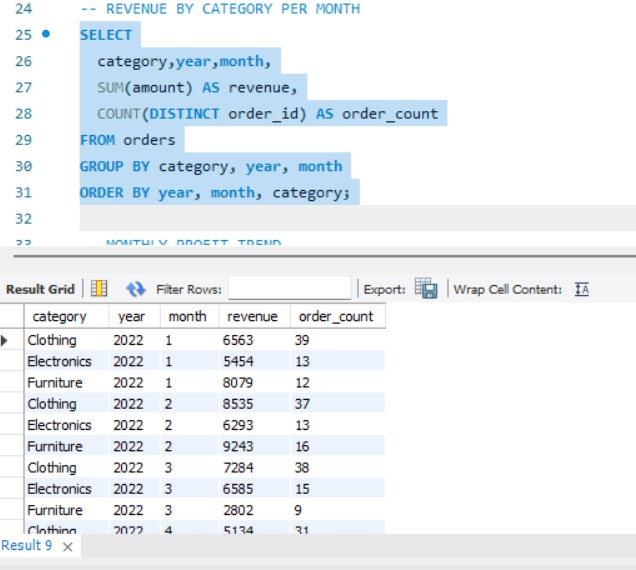 24 -- REVENUE BY CATEGORY PER MONTH
25 SELECT
26 category,year,month,
27 SUM(amount) AS revenue,
28 COUNT(DISTINCT order_id) AS order_count
29 FROM orders
30 GROUP BY category, year, month
31 ORDER BY year, month, category;
32
33 MONTHLY PROFIT TREND
Result Grid Filter Rows: Export: Wrap Cell Content: IA
category year month revenue order_count
Clothing 2022 1 6563 39
Electronics 2022 1 5454 13
Furniture 2022 1 8079 12
Clothing 2022 2 8535 37
Electronics 2022 2 6293 13
Furniture 2022 2 9243 16
Clothing 2022 3 7284 38
Electronics 2022 3 6585 15
Furniture 2022 3 2802 9
Clothing 2022 4 5134 31
Result 9 ×